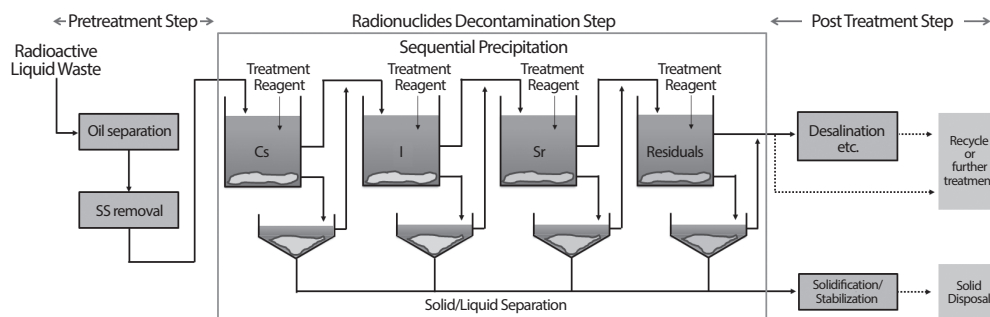 Pretreatment Step
Radionuclides Decontamination Step
Post Treatment Step
Radioactive
Liquid Waste
Sequential Precipitation
Treatment
Reagent
Treatment
Reagent
Treatment
Reagent
Treatment
Reagent
Oil separation
SS removal
Cs
I
Sr
Residuals
Desalination
etc.
Recycle
or
further
treatment
Solid/Liquid Separation
Solidification/
Stabilization
Solid
Disposal